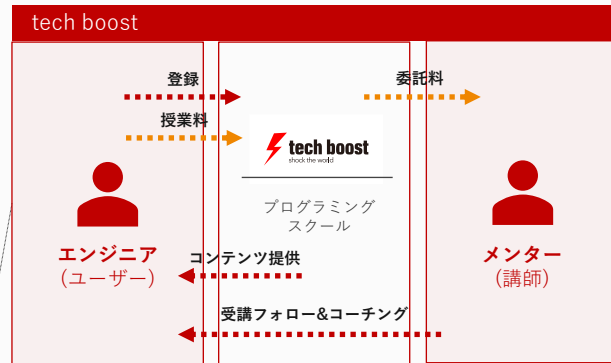 tech boost
登録
委託料
授業料
tech boost
shock the world
プログラミング
スクール
エンジニア
(ユーザー)
メンター
(講師)
コンテンツ提供
受講フォロー&コーチング